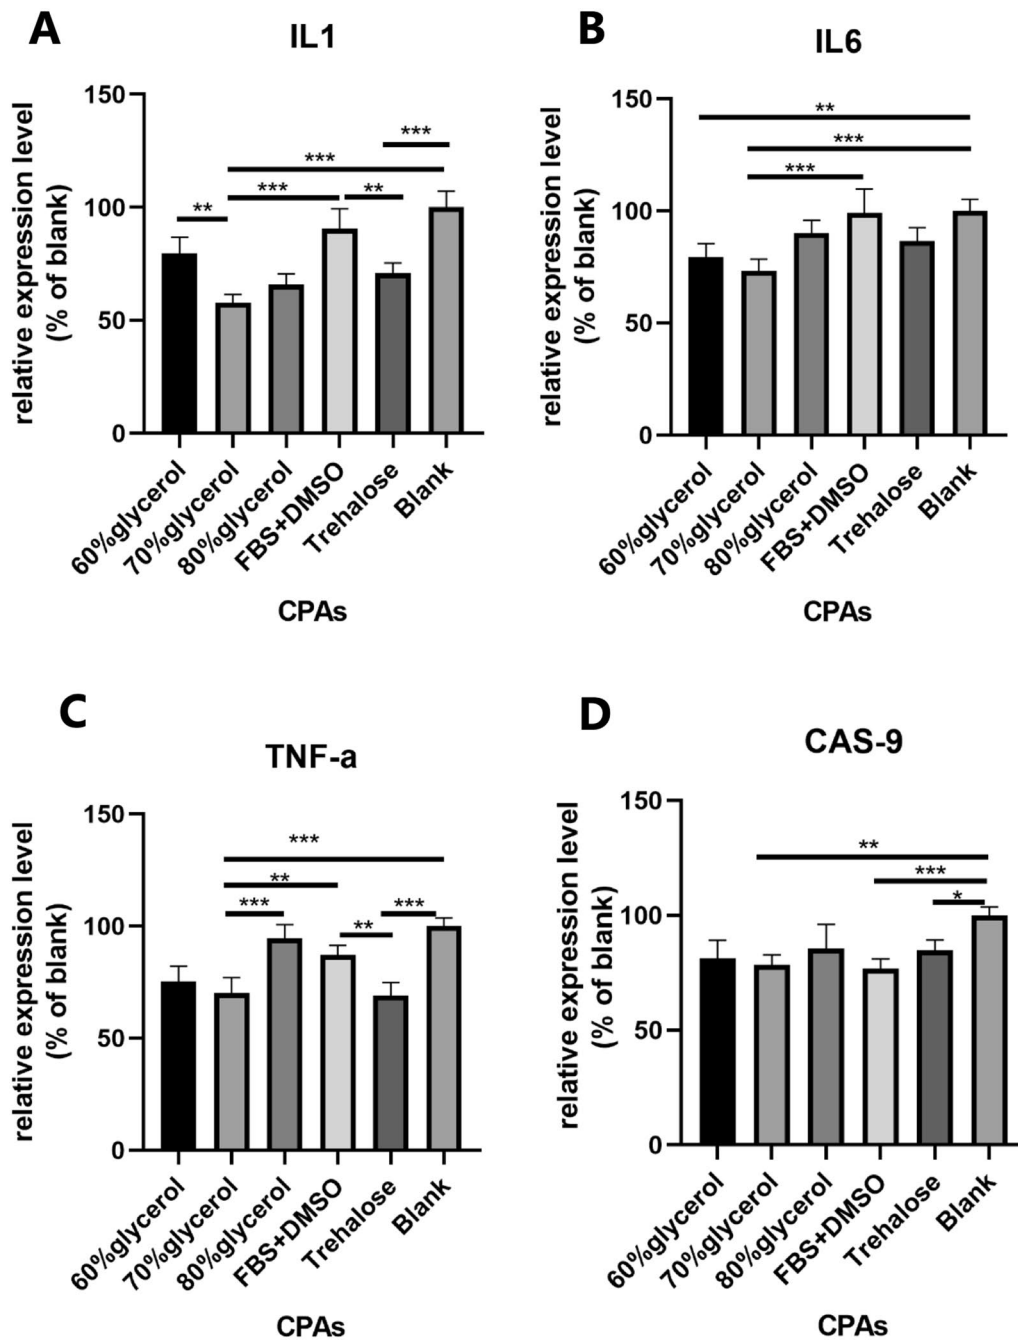 A
IL1
relative expression level
(% of blank)
150
100
50
0
**
***
***
**
***
60%glycerol
70%glycerol
80%glycerol
FBS+DMSO
Trehalose
Blank
CPAs
B
IL6
relative expression level
(% of blank)
150
100
50
0
**
***
***
60%glycerol
70%glycerol
80%glycerol
FBS+DMSO
Trehalose
Blank
CPAs
C
TNF-a
relative expression level
(% of blank)
150
100
50
0
***
**
***
**
***
60%glycerol
70%glycerol
80%glycerol
FBS+DMSO
Trehalose
Blank
CPAs
D
CAS-9
relative expression level
(% of blank)
150
100
50
0
**
***
*
60%glycerol
70%glycerol
80%glycerol
FBS+DMSO
Trehalose
Blank
CPAs